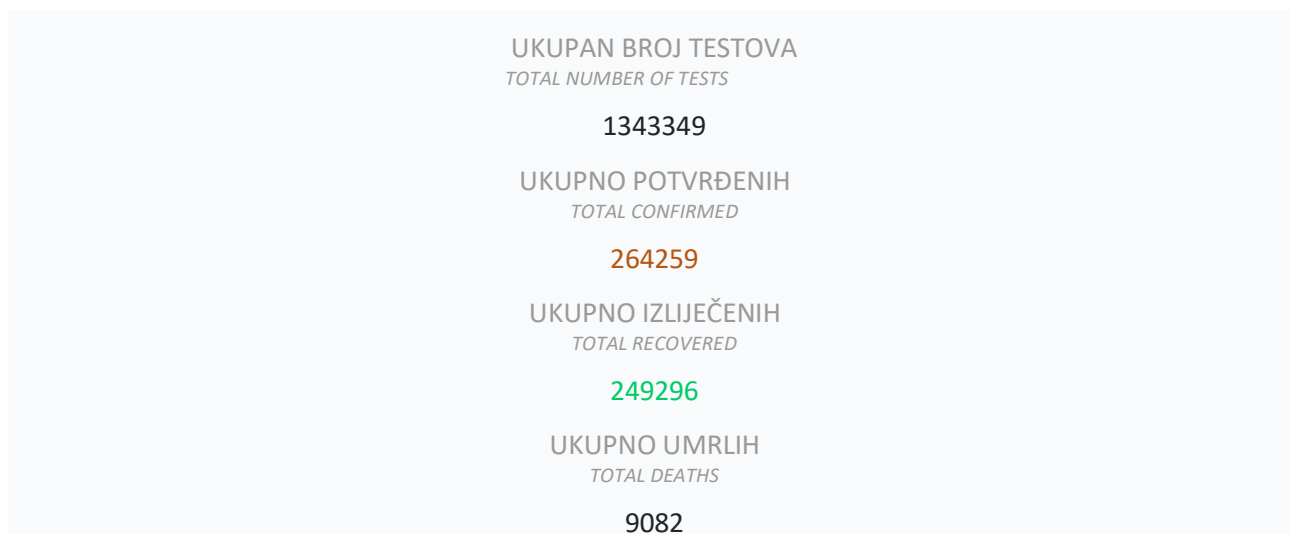 UKUPAN BROJ TESTOVA
TOTAL NUMBER OF TESTS
1343349
UKUPNO POTVRĐENIH
TOTAL CONFIRMED
264259
UKUPNO IZLIJEČENIH
TOTAL RECOVERED
249296
UKUPNO UMRLIH
TOTAL DEATHS
9082